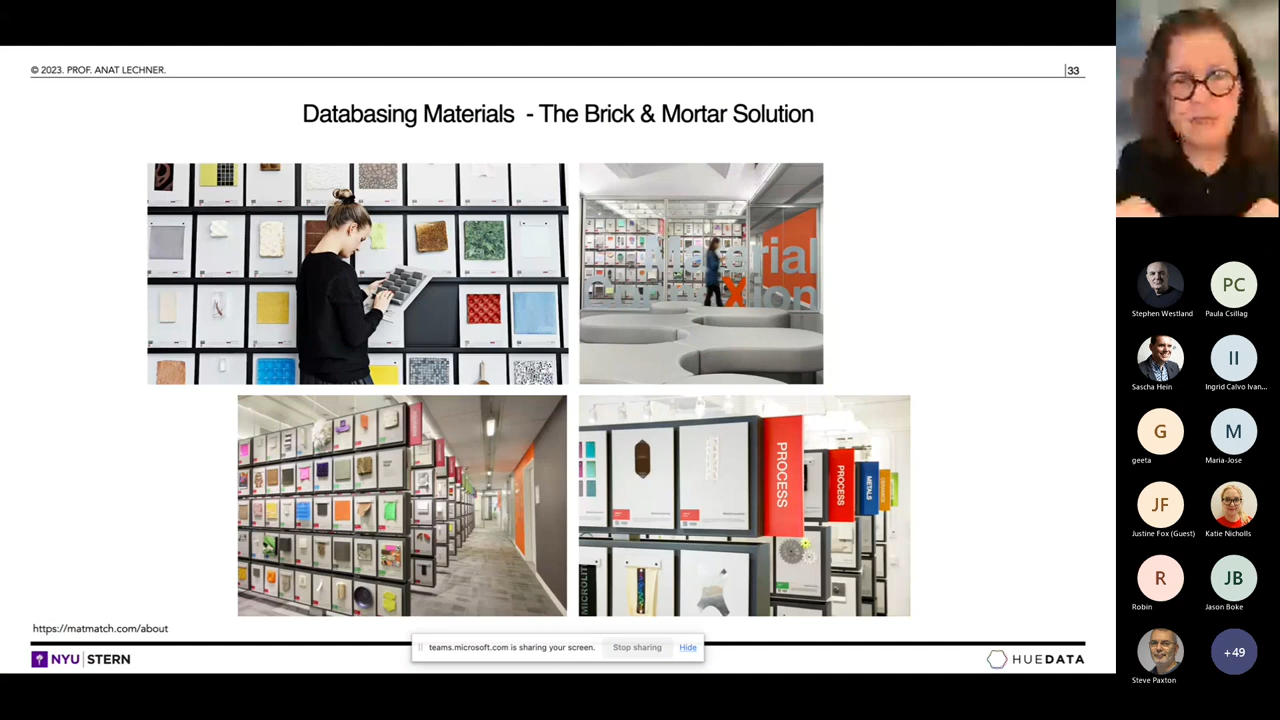 © 2023. PROF. ANAT LECHNER.
|33
Databasing Materials - The Brick & Mortar Solution
Material
ConneXion
PROCESS
PROCESS
METALS
MICROLIT
https://matmatch.com/about
teams.microsoft.com is sharing your screen.
Stop sharing
Hide
NYU | STERN
HUEDATA
Stephen Westland
PC
Paula Csillag
Sascha Hein
II
Ingrid Calvo Ivan...
G
geeta
M
Maria-Jose
JF
Justine Fox (Guest)
Katie Nicholls
R
Robin
JB
Jason Boke
Steve Paxton
+49